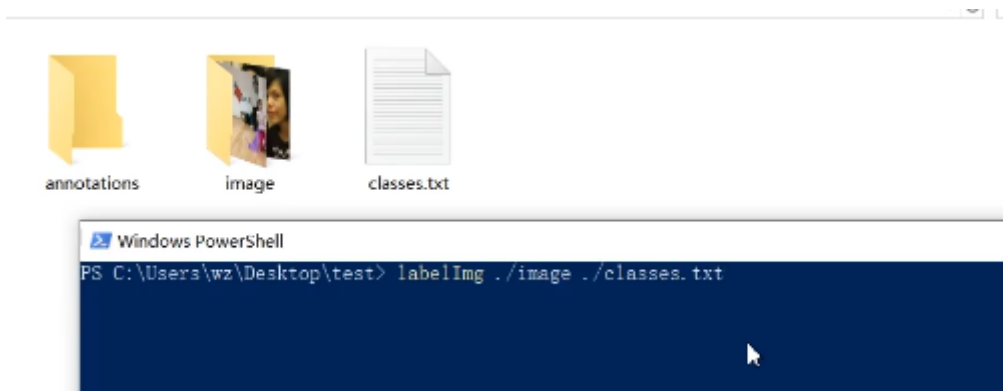 annotations
image
classes.txt
Windows PowerShell
PS C:\Users\wz\Desktop\test> labelImg ./image ./classes.txt